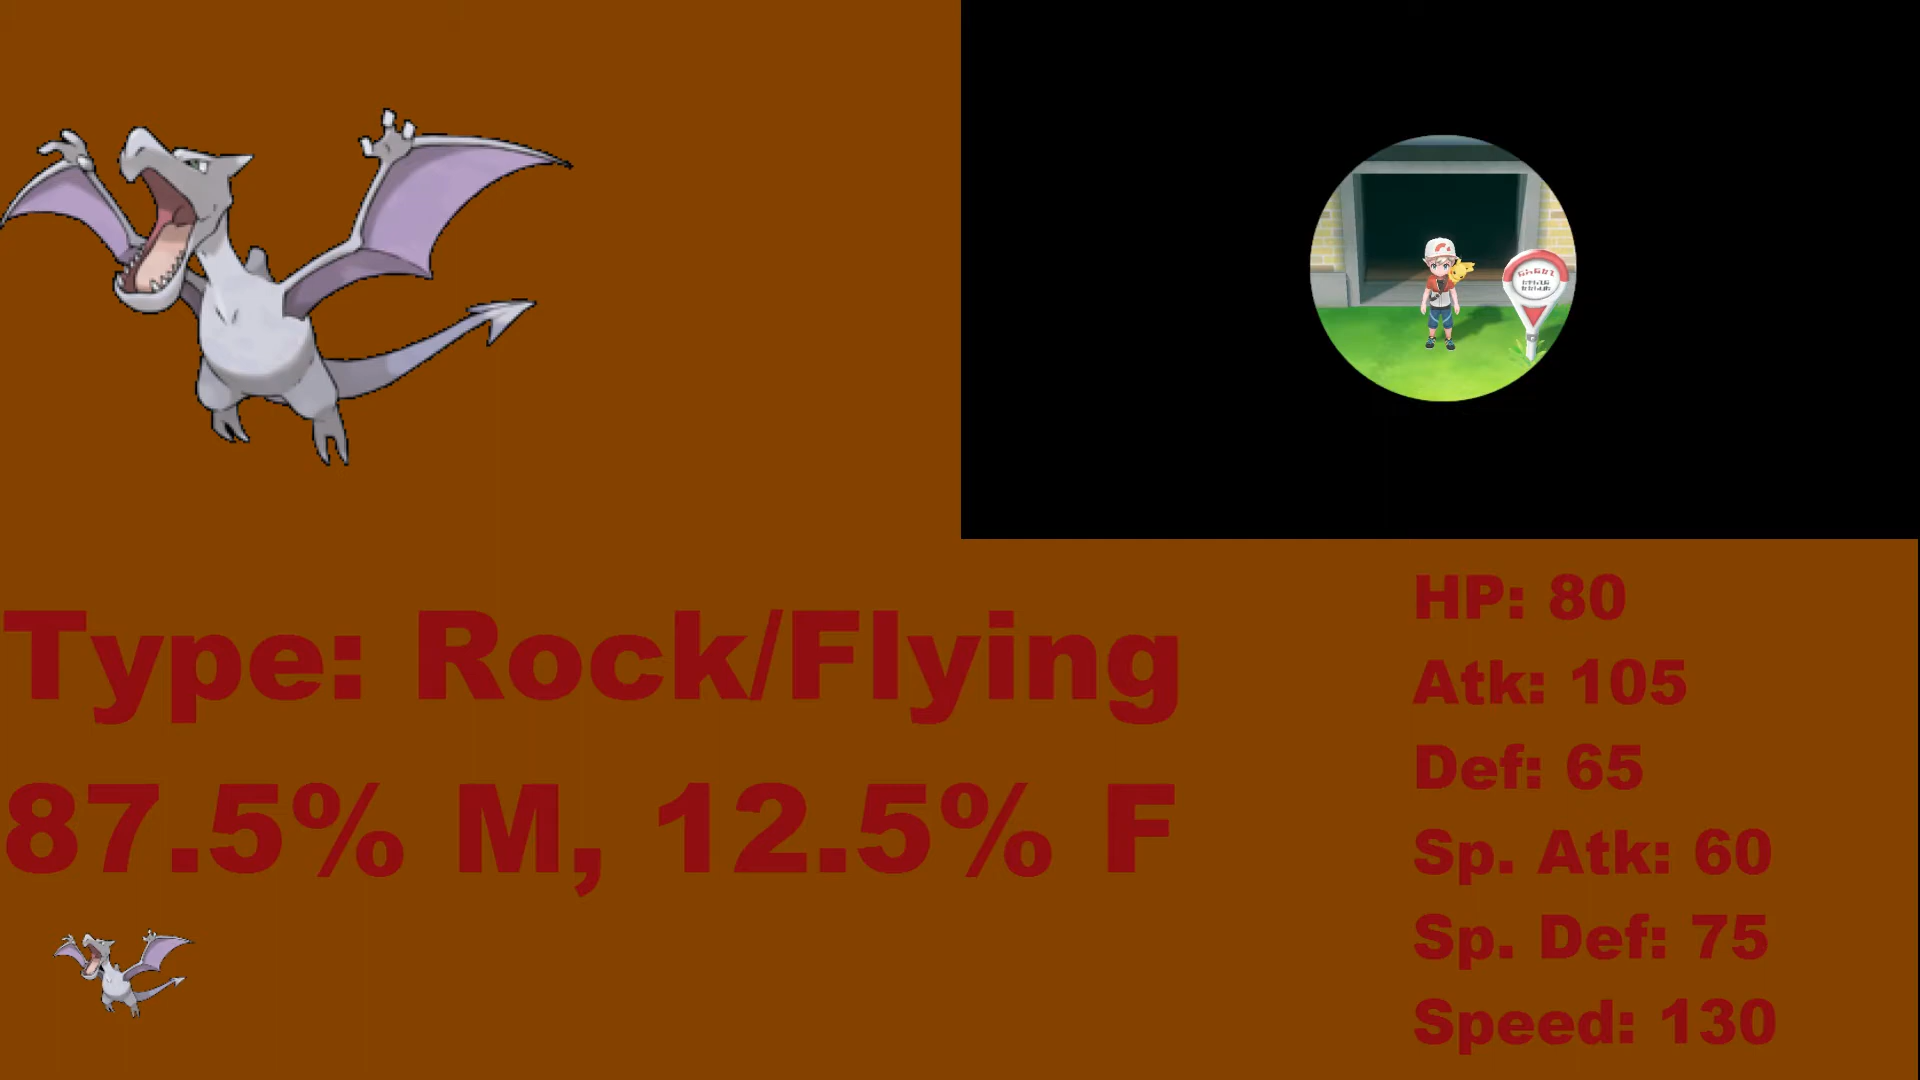 Type: Rock/Flying
87.5% M, 12.5% F
HP: 80
Atk: 105
Def: 65
Sp. Atk: 60
Sp. Def: 75
Speed: 130